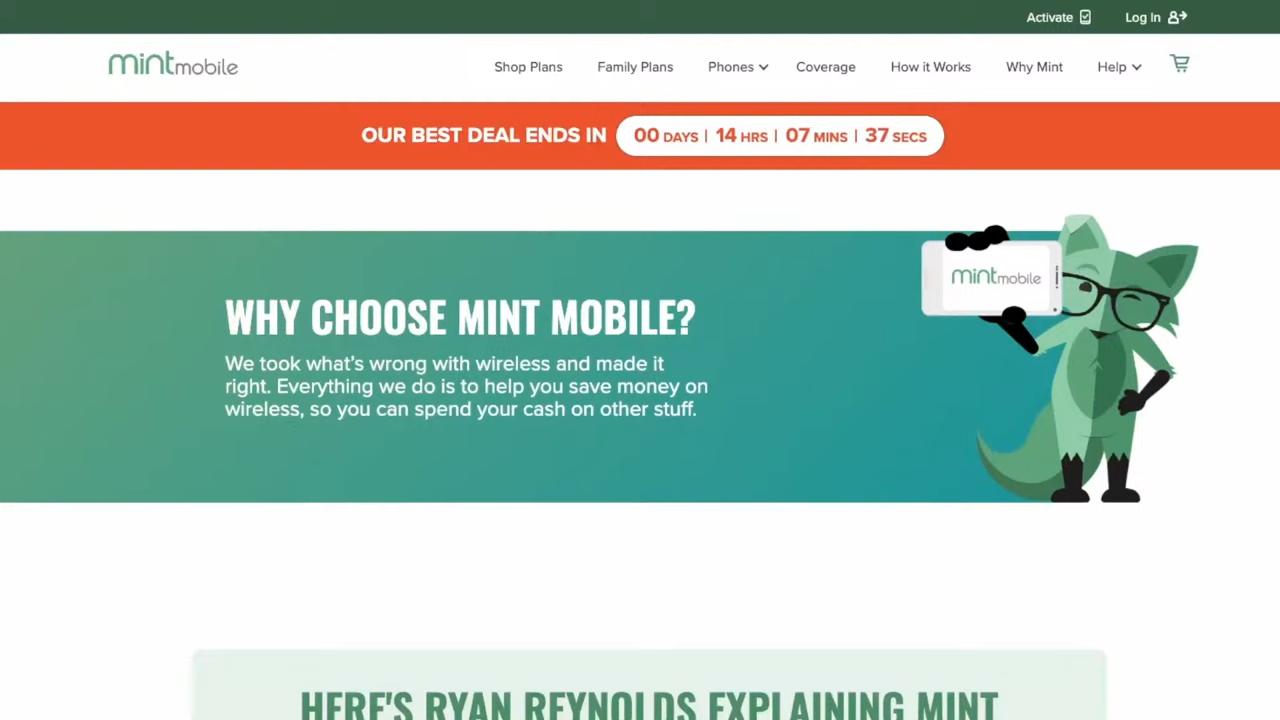 Activate
Log In
mintmobile
Shop Plans
Family Plans
Phones
Coverage
How it Works
Why Mint
Help
OUR BEST DEAL ENDS IN 00 DAYS | 14 HRS | 07 MINS | 37 SECS
mintmobile
WHY CHOOSE MINT MOBILE?
We took what's wrong with wireless and made it
right. Everything we do is to help you save money on
wireless, so you can spend your cash on other stuff.
HERE'S RYAN REYNOLDS EXPLAINING MINT